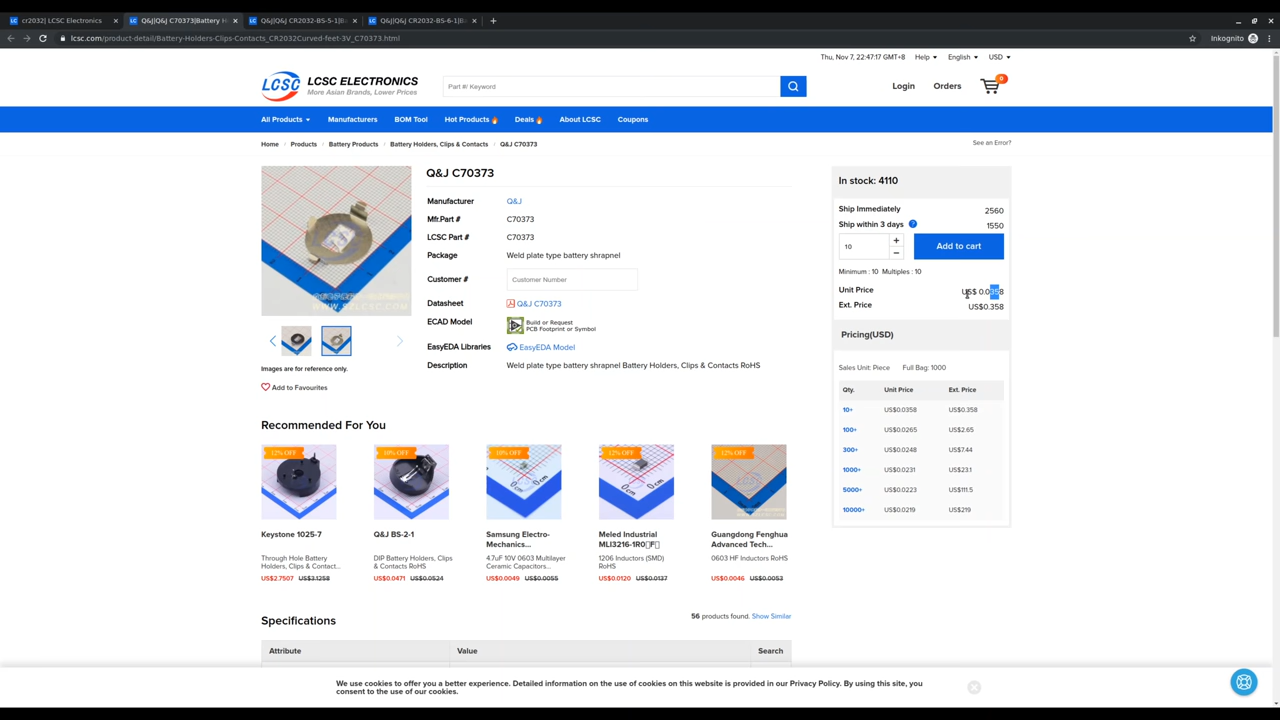 cr2032| LCSC Electronics
Q&J|Q&J C70373|Battery H
Q&J|Q&J CR2032-BS-5-1|B
Q&J|Q&J CR2032-BS-6-1|B
lcsc.com/product-detail/Battery-Holders-Clips-Contacts_CR2032Curved-feet-3V_C70373.html
Inkognito
Thu, Nov 7, 22:47:17 GMT+8 Help English USD
LCSC LCSC ELECTRONICS
More Asian Brands, Lower Prices
Part #/ Keyword
Login Orders 0
All Products Manufacturers BOM Tool Hot Products Deals About LCSC Coupons
Home / Products / Battery Products / Battery Holders, Clips & Contacts / Q&J C70373
See an Error?
Q&J C70373
Manufacturer Q&J
Mfr.Part # C70373
LCSC Part # C70373
Package Weld plate type battery shrapnel
Customer # Customer Number
Datasheet Q&J C70373
ECAD Model Build or Request
PCB Footprint or Symbol
EasyEDA Libraries EasyEDA Model
Description Weld plate type battery shrapnel Battery Holders, Clips & Contacts RoHS
WWW.SZLCSC.COM
Images are for reference only.
Add to Favourites
In stock: 4110
Ship Immediately 2560
Ship within 3 days ? 1550
10 + − Add to cart
Minimum : 10 Multiples : 10
Unit Price US$ 0.0358
Ext. Price US$0.358
Pricing(USD)
Sales Unit: Piece Full Bag: 1000
Qty. Unit Price Ext. Price
10+ US$0.0358 US$0.358
100+ US$0.0265 US$2.65
300+ US$0.0248 US$7.44
1000+ US$0.0231 US$23.1
5000+ US$0.0223 US$111.5
10000+ US$0.0219 US$219
Recommended For You
12% OFF
10% OFF
10% OFF
12% OFF
12% OFF
Keystone 1025-7
Through Hole Battery
Holders, Clips & Contact...
US$2.7507 US$3.1258
Q&J BS-2-1
DIP Battery Holders, Clips
& Contacts RoHS
US$0.0471 US$0.0524
Samsung Electro-
Mechanics...
4.7uF 10V 0603 Multilayer
Ceramic Capacitors...
US$0.0049 US$0.0055
Meled Industrial
MLI3216-1R0F
1206 Inductors (SMD)
RoHS
US$0.0120 US$0.0137
Guangdong Fenghua
Advanced Tech...
0603 HF Inductors RoHS
US$0.0046 US$0.0053
56 products found. Show Similar
Specifications
Attribute Value Search
We use cookies to offer you a better experience. Detailed information on the use of cookies on this website is provided in our Privacy Policy. By using this site, you
consent to the use of our cookies.